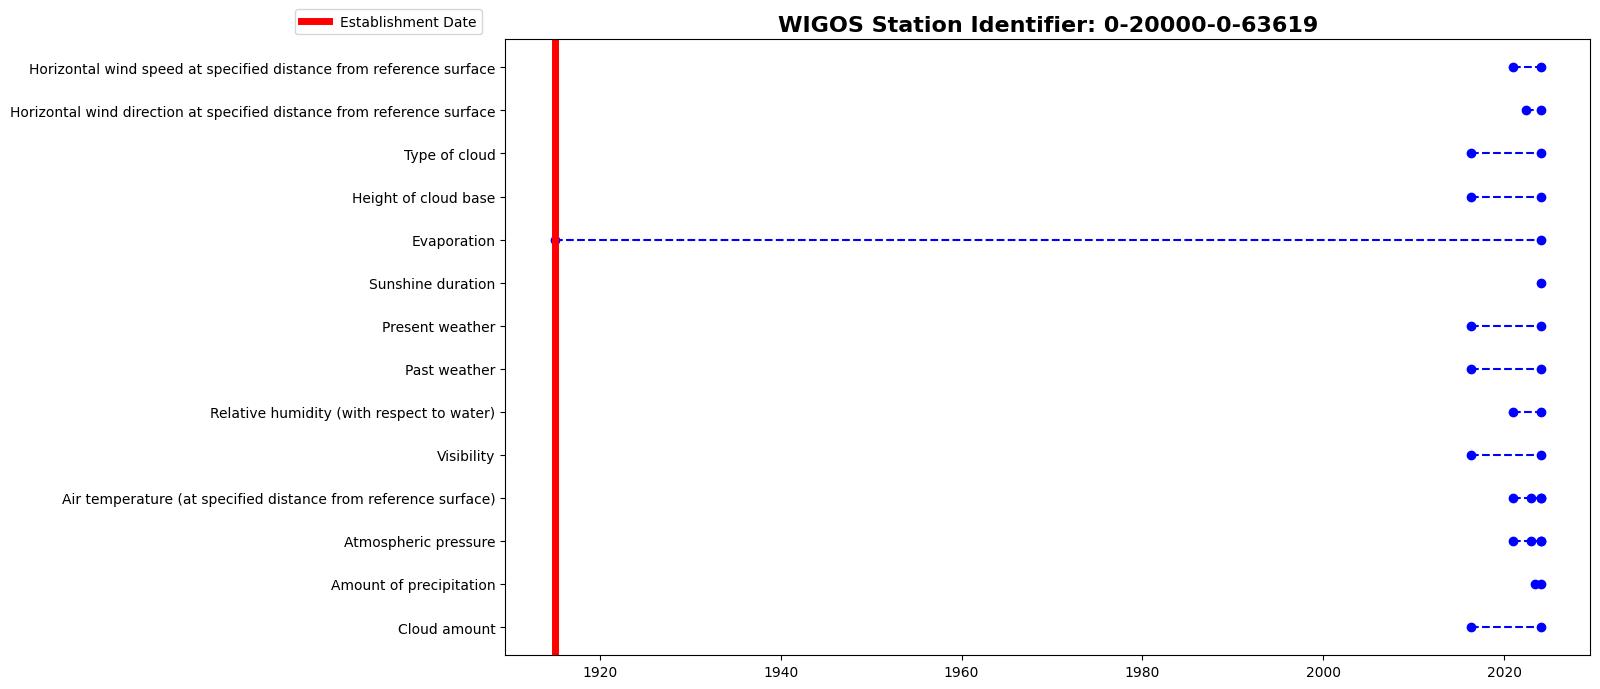 Establishment Date
WIGOS Station Identifier: 0-20000-0-63619
Horizontal wind speed at specified distance from reference surface
Horizontal wind direction at specified distance from reference surface
Type of cloud
Height of cloud base
Evaporation
Sunshine duration
Present weather
Past weather
Relative humidity (with respect to water)
Visibility
Air temperature (at specified distance from reference surface)
Atmospheric pressure
Amount of precipitation
Cloud amount
1920 1940 1960 1980 2000 2020